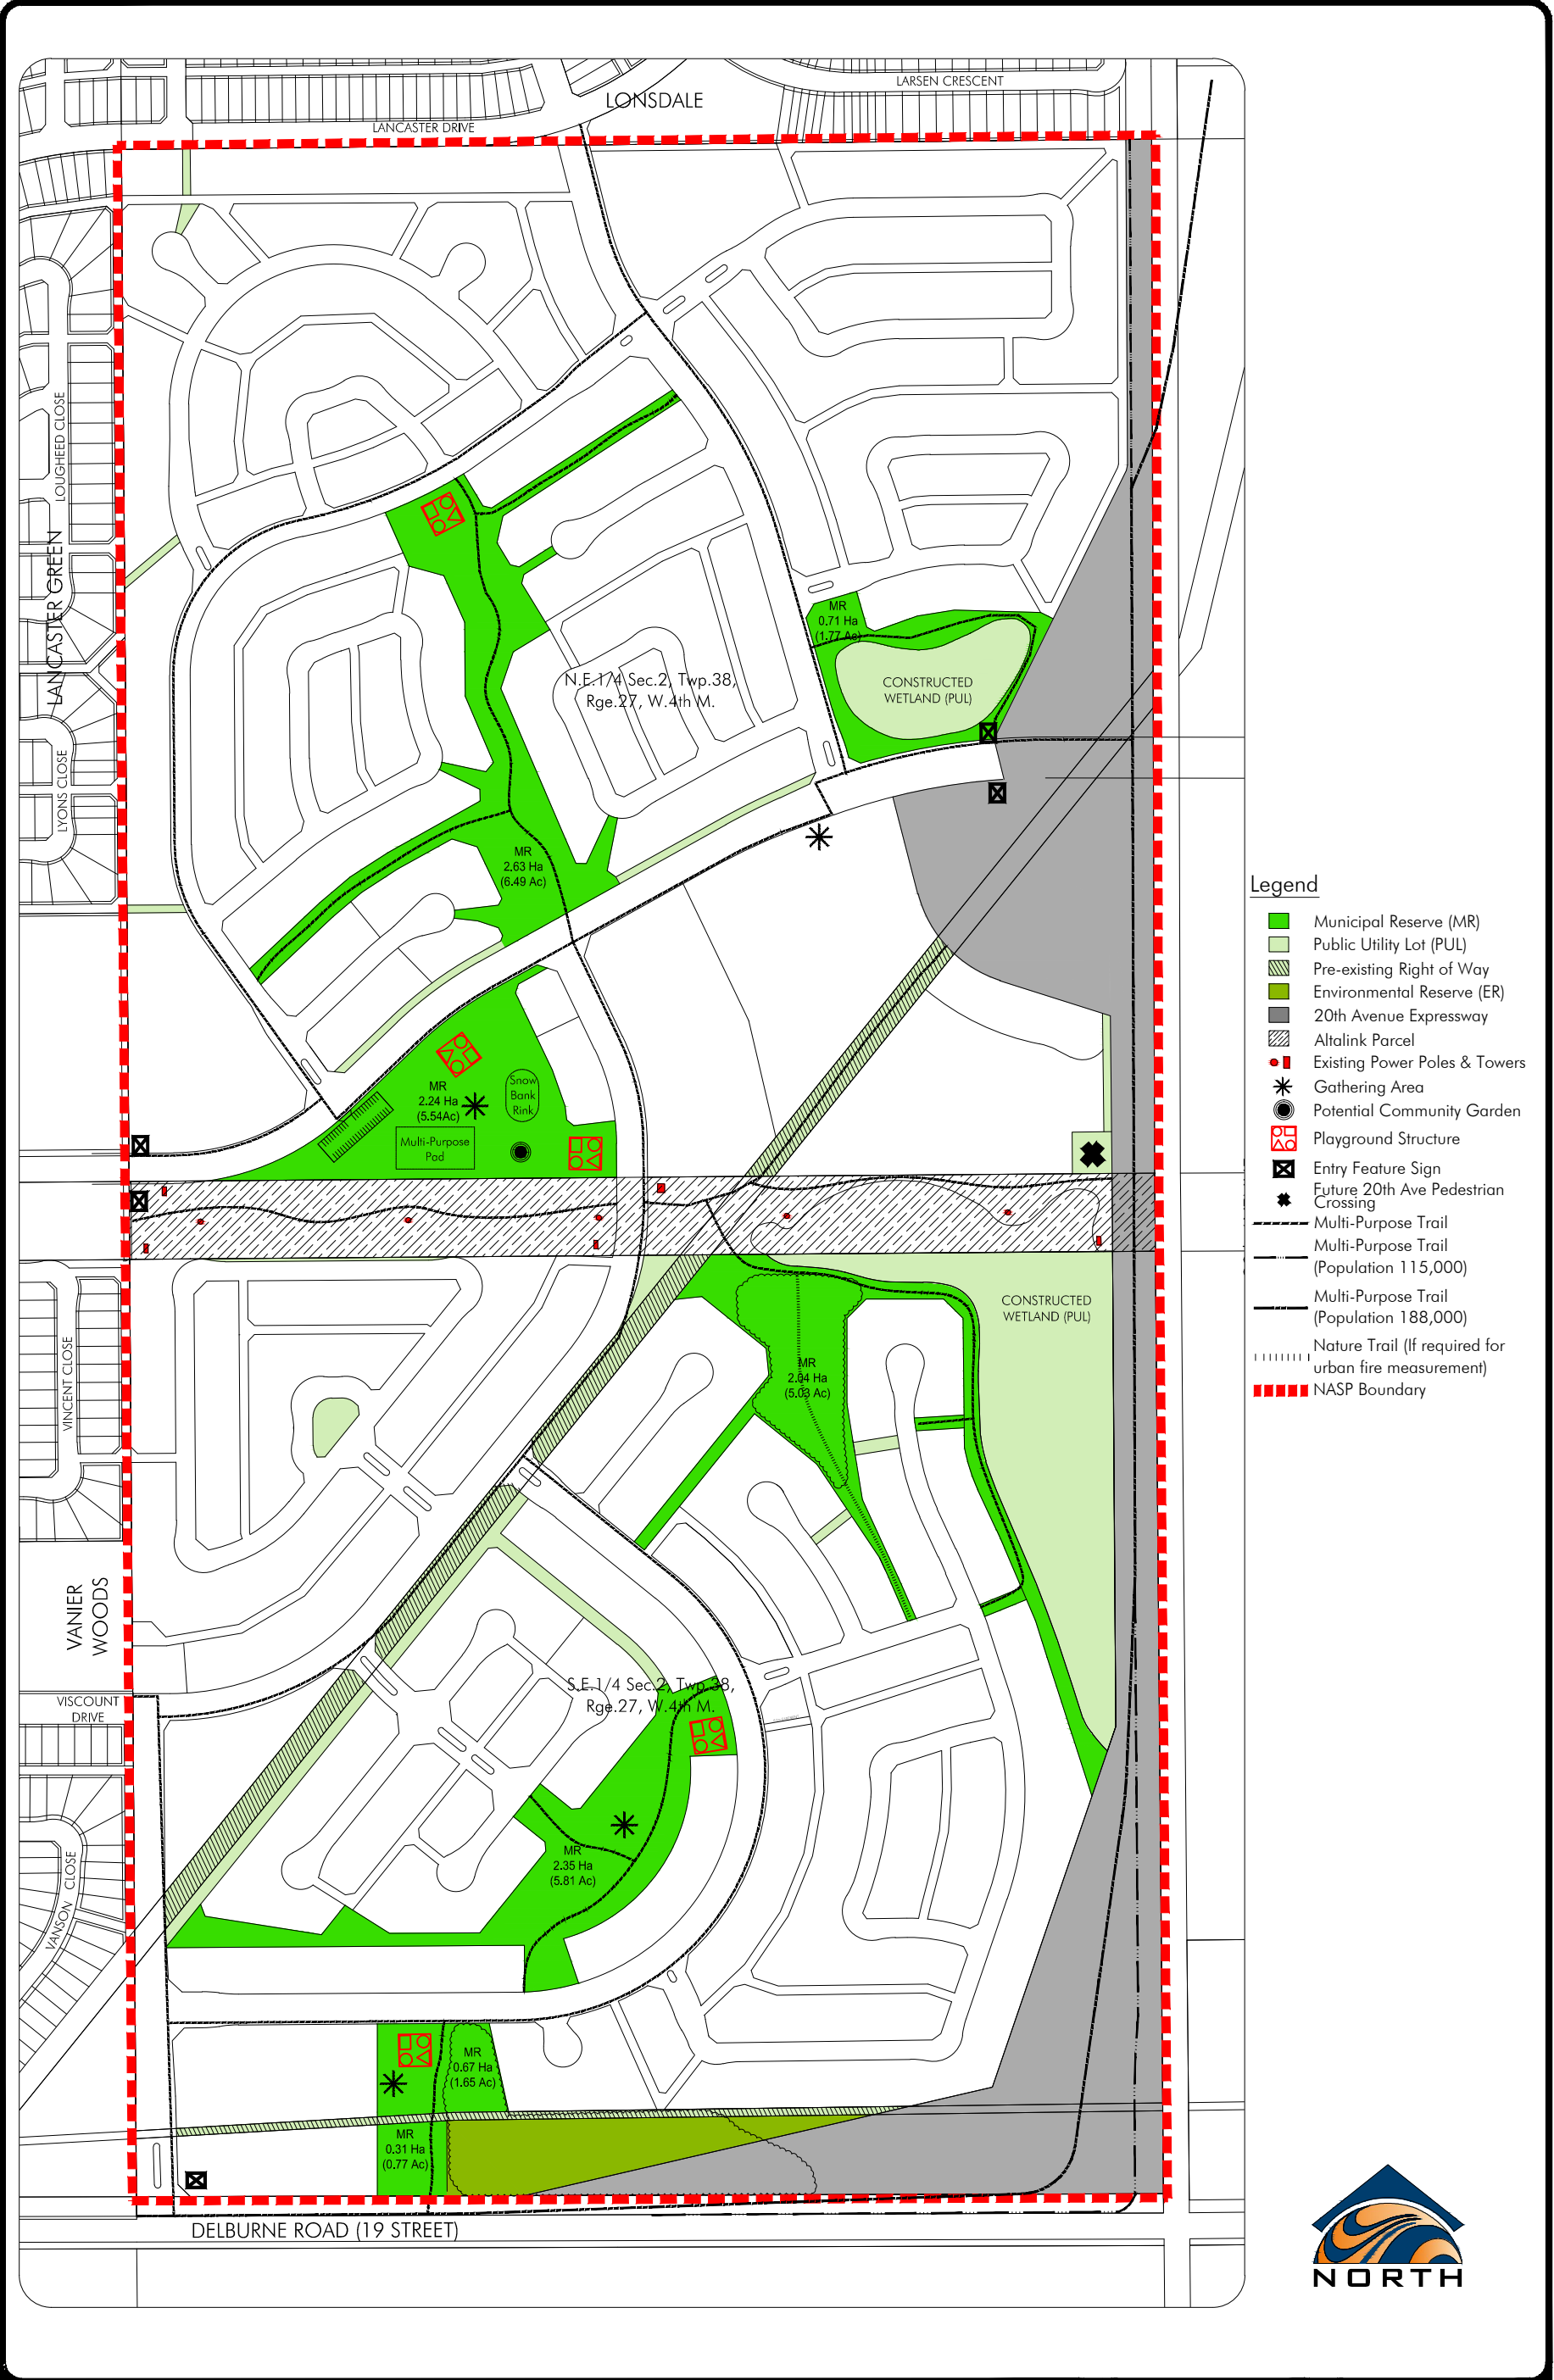 LARSEN CRESCENT
LONSDALE
LANCASTER DRIVE
LOUGHEED CLOSE
LANCASTER GREEN
LYONS CLOSE
MR
0.71 Ha
(1.77 Ac)
CONSTRUCTED
WETLAND (PUL)
N.E.1/4 Sec.2, Twp.38,
Rge.27, W.4th M.
MR
2.63 Ha
(6.49 Ac)
MR
2.24 Ha
(5.54Ac)
Snow
Bank
Rink
Multi-Purpose
Pad
Legend
Municipal Reserve (MR)
Public Utility Lot (PUL)
Pre-existing Right of Way
Environmental Reserve (ER)
20th Avenue Expressway
Altalink Parcel
Existing Power Poles & Towers
Gathering Area
Potential Community Garden
Playground Structure
Entry Feature Sign
Future 20th Ave Pedestrian
Crossing
Multi-Purpose Trail
Multi-Purpose Trail
(Population 115,000)
Multi-Purpose Trail
(Population 188,000)
Nature Trail (If required for
urban fire measurement)
NASP Boundary
CONSTRUCTED
WETLAND (PUL)
MR
2.04 Ha
(5.03 Ac)
VINCENT CLOSE
VANIER
WOODS
VISCOUNT
DRIVE
S.E.1/4 Sec.2, Twp.38,
Rge.27, W.4th M.
VANSON CLOSE
MR
2.35 Ha
(5.81 Ac)
MR
0.67 Ha
(1.65 Ac)
MR
0.31 Ha
(0.77 Ac)
DELBURNE ROAD (19 STREET)
NORTH